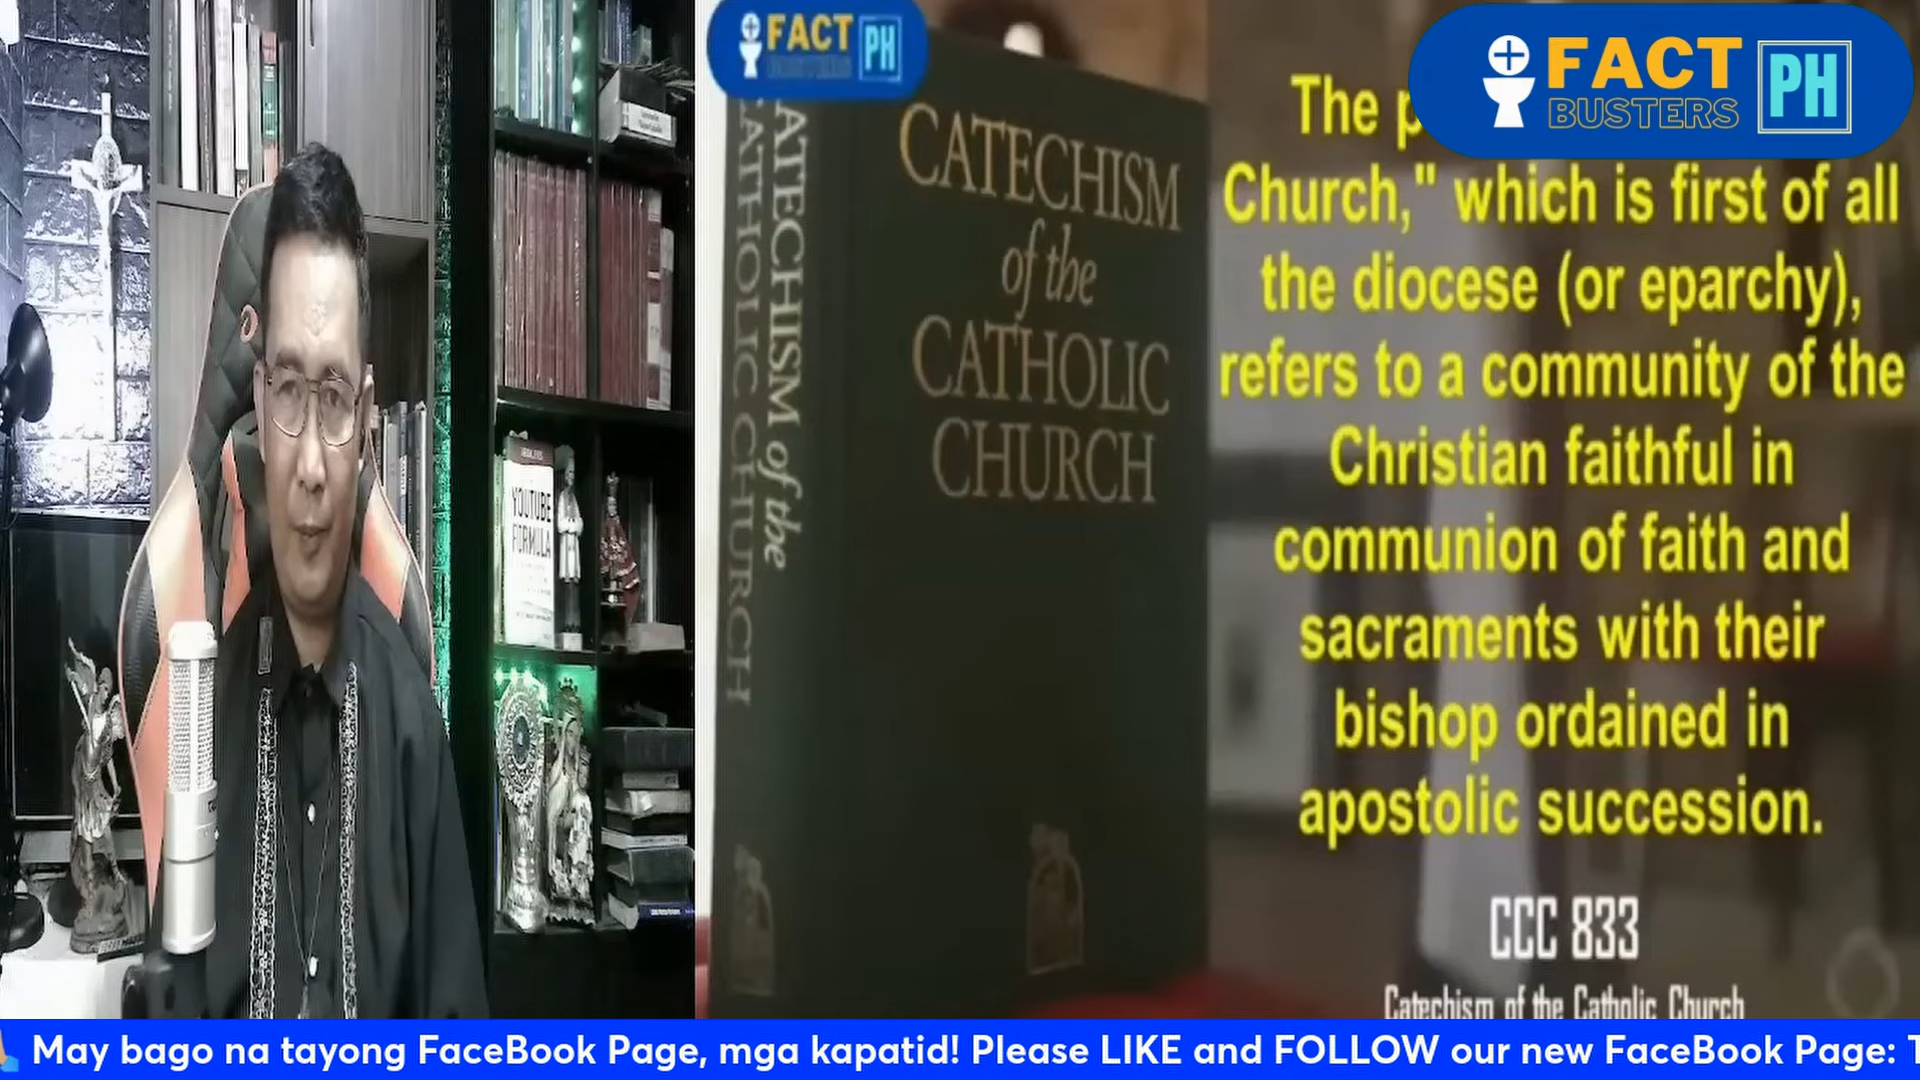 FACT
BUSTERS
PH
CATECHISM
of the
CATHOLIC
CHURCH
CATECHISM of the
CATHOLIC CHURCH
YOUTUBE
FORMULA
FACT
BUSTERS
PH
The p
Church," which is first of all
the diocese (or eparchy),
refers to a community of the
Christian faithful in
communion of faith and
sacraments with their
bishop ordained in
apostolic succession.
CCC 833
Catechism of the Catholic Church
May bago na tayong FaceBook Page, mga kapatid! Please LIKE and FOLLOW our new FaceBook Page: T